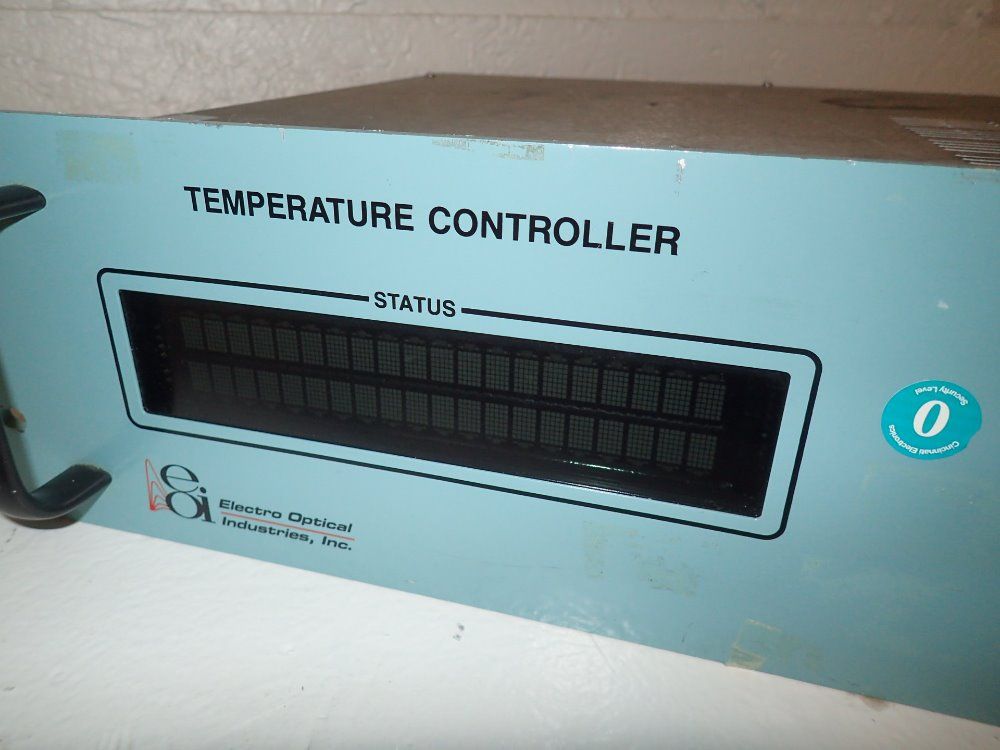 TEMPERATURE CONTROLLER
STATUS
Security Level
0
Cincinnati Electronics
eoi
Electro Optical
Industries, Inc.